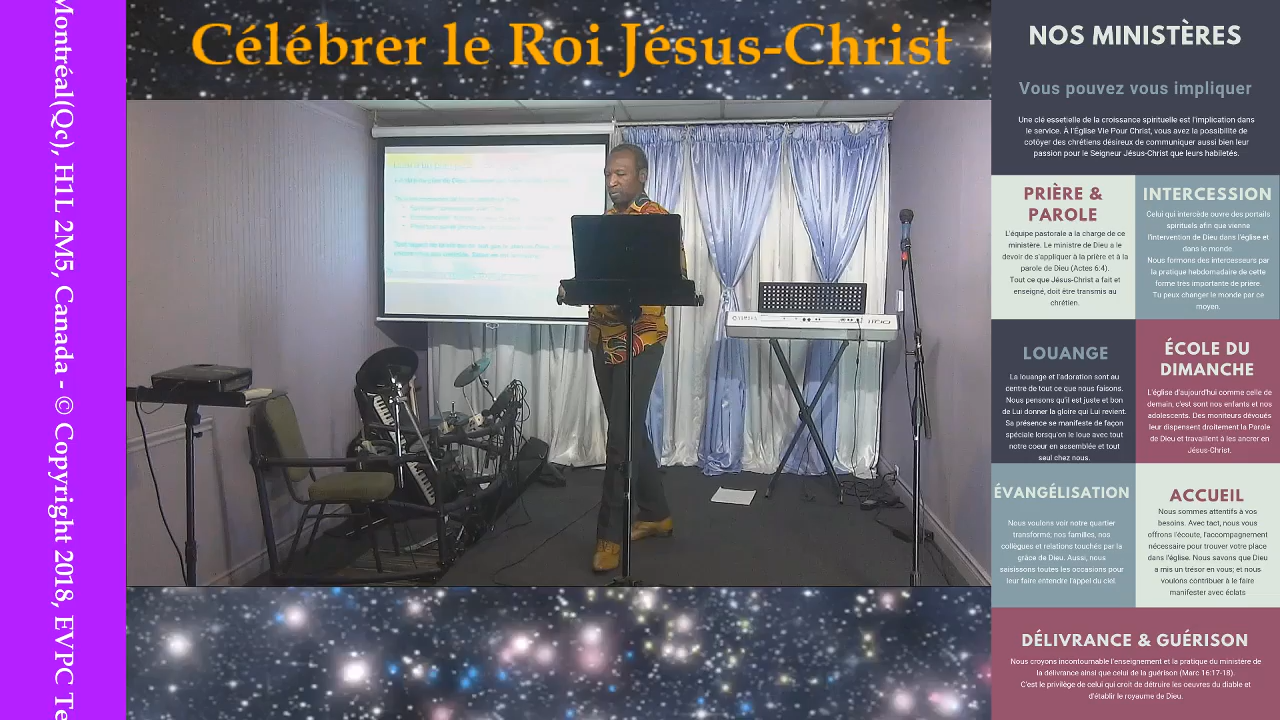 Célébrer le Roi Jésus-Christ
Montréal(Qc), H1L 2M5, Canada - © Copyright 2018, EVPC Te
YAMAHA
NOS MINISTÈRES
Vous pouvez vous impliquer
Une clé essetielle de la croissance spirituelle est l'implication dans
le service. À l'Église Vie Pour Christ, vous avez la possibilité de
cotôyer des chrétiens désireux de communiquer aussi bien leur
passion pour le Seigneur Jésus-Christ que leurs habiletés.
PRIÈRE &
PAROLE
L'équipe pastorale a la charge de ce
ministère. Le ministre de Dieu a le
devoir de s'appliquer à la prière et à la
parole de Dieu (Actes 6:4).
Tout ce que Jésus-Christ a fait et
enseigné, doit être transmis au
chrétien.
INTERCESSION
Celui qui intercède ouvre des portails
spirituels afin que vienne
l'intervention de Dieu dans l'église et
dans le monde.
Nous formons des intercesseurs par
la pratique hebdomadaire de cette
forme très importante de prière
Tu peux changer le monde par ce
moyen.
LOUANGE
La louange et l'adoration sont au
centre de tout ce que nous faisons.
Nous pensons qu'il est juste et bon
de Lui donner la gloire qui Lui revient.
Sa présence se manifeste de façon
spéciale lorsqu'on le loue avec tout
notre coeur en assemblée et tout
seul chez nous.
ÉCOLE DU
DIMANCHE
L'église d'aujourd'hui comme celle de
demain, c'est sont nos enfants et nos
adolescents. Des moniteurs dévoués
leur dispensent droitement la Parole
de Dieu et travaillent à les ancrer en
Jésus-Christ.
ÉVANGÉLISATION
Nous voulons voir notre quartier
transformé; nos familles, nos
collègues et relations touchés par la
grâce de Dieu. Aussi, nous
saisissons toutes les occasions pour
leur faire entendre l'appel du ciel.
ACCUEIL
Nous sommes attentifs à vos
besoins. Avec tact, nous vous
offrons l'écoute, l'accompagnement
nécessaire pour trouver votre place
dans l'église. Nous savons que Dieu
a mis un trésor en vous; et nous
voulons contribuer à le faire
manifester avec éclats
DÉLIVRANCE & GUÉRISON
Nous croyons incontournable l'enseignement et la pratique du ministère de
la délivrance ainsi que celui de la guérison (Marc 16:17-18).
C'est le privilège de celui qui croit de détruire les oeuvres du diable et
d'établir le royaume de Dieu.